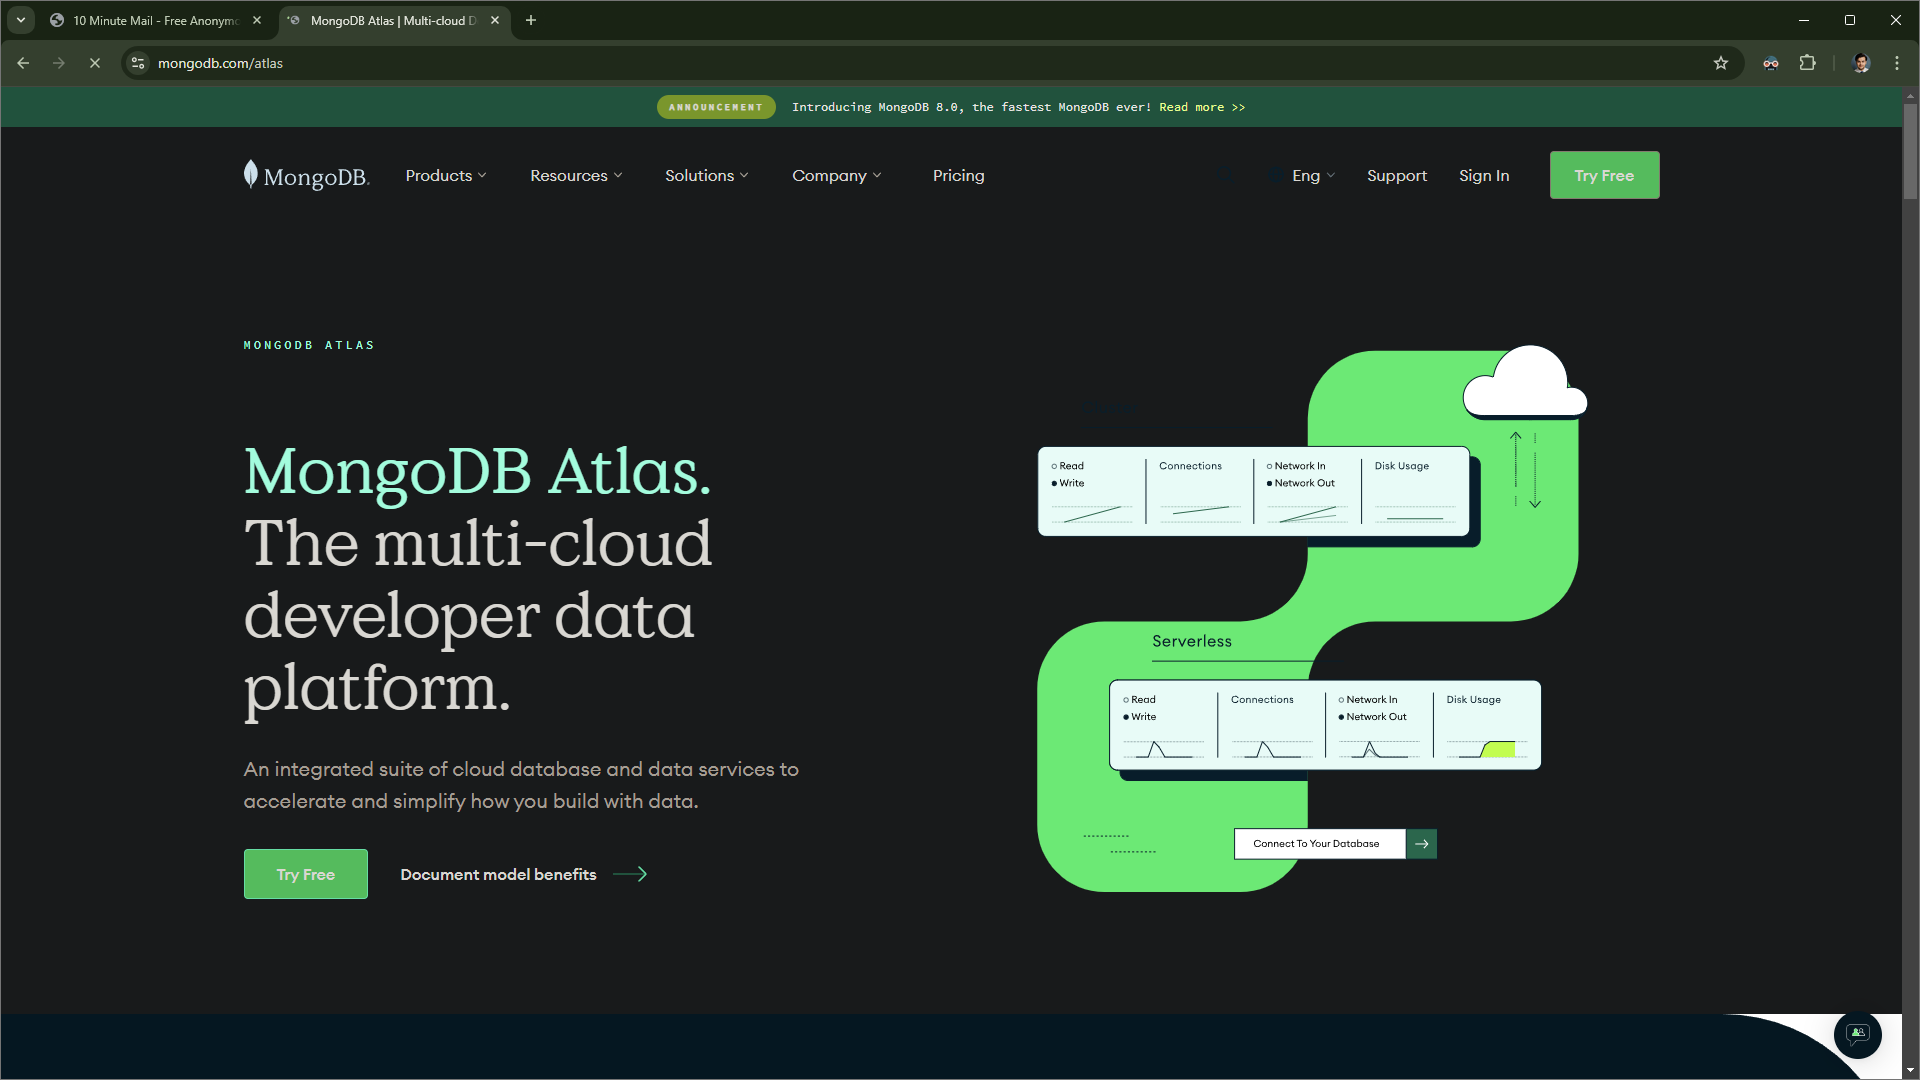 10 Minute Mail - Free Anonym
MongoDB Atlas | Multi-cloud D
mongodb.com/atlas
ANNOUNCEMENT Introducing MongoDB 8.0, the fastest MongoDB ever! Read more >>
MongoDB. Products Resources Solutions Company Pricing Eng Support Sign In Try Free
MONGODB ATLAS
MongoDB Atlas.
The multi-cloud
developer data
platform.
An integrated suite of cloud database and data services to
accelerate and simplify how you build with data.
Try Free Document model benefits
Read Connections Network In Disk Usage
Write Network Out
Serverless
Read Connections Network In Disk Usage
Write Network Out
Connect To Your Database